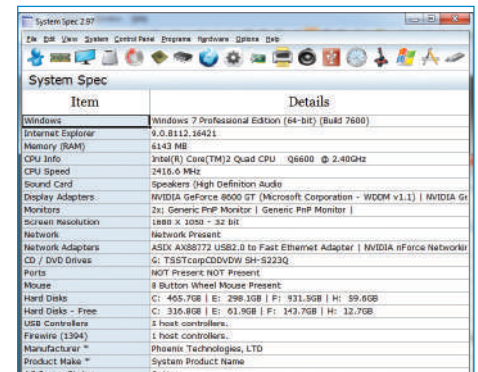 System Spec 2.97
File Edit View System Control Panel Programs Hardware Options Help
System Spec
Item Details
Windows Windows 7 Professional Edition (64-bit) (Build 7600)
Internet Explorer 9.0.8112.16421
Memory (RAM) 6143 MB
CPU Info Intel(R) Core(TM)2 Quad CPU Q6600 @ 2.40GHz
CPU Speed 2416.6 MHz
Sound Card Speakers (High Definition Audio
Display Adapters NVIDIA GeForce 8600 GT (Microsoft Corporation - WDDM v1.1) | NVIDIA Ge
Monitors 2x; Generic PnP Monitor | Generic PnP Monitor |
Screen Resolution 1680 X 1050 - 32 bit
Network Network Present
Network Adapters ASIX AX88772 USB2.0 to Fast Ethernet Adapter | NVIDIA nForce Networkin
CD / DVD Drives G: TSSTcorpCDDVDW SH-S223Q
Ports NOT Present NOT Present
Mouse 8 Button Wheel Mouse Present
Hard Disks C: 465.7GB | E: 298.1GB | F: 931.5GB | H: 59.6GB
Hard Disks - Free C: 316.8GB | E: 61.9GB | F: 143.7GB | H: 12.7GB
USB Controllers host controllers.
Firewire (1394) 1 host controllers.
Manufacturer * Phoenix Technologies, LTD
Product Make * System Product Name